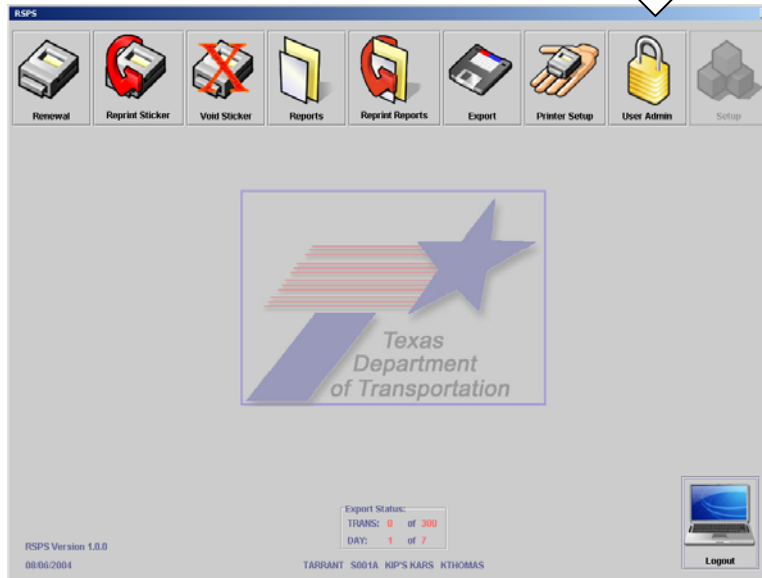 RSPS
Renewal
Reprint Sticker
Void Sticker
Reports
Reprint Reports
Export
Printer Setup
User Admin
Setup
Texas
Department
of Transportation
Export Status:
TRANS: 0 of 300
DAY: 1 of 7
RSPS Version 1.0.0
08/06/2004
TARRANT S001A KIP'S KARS KTHOMAS
Logout